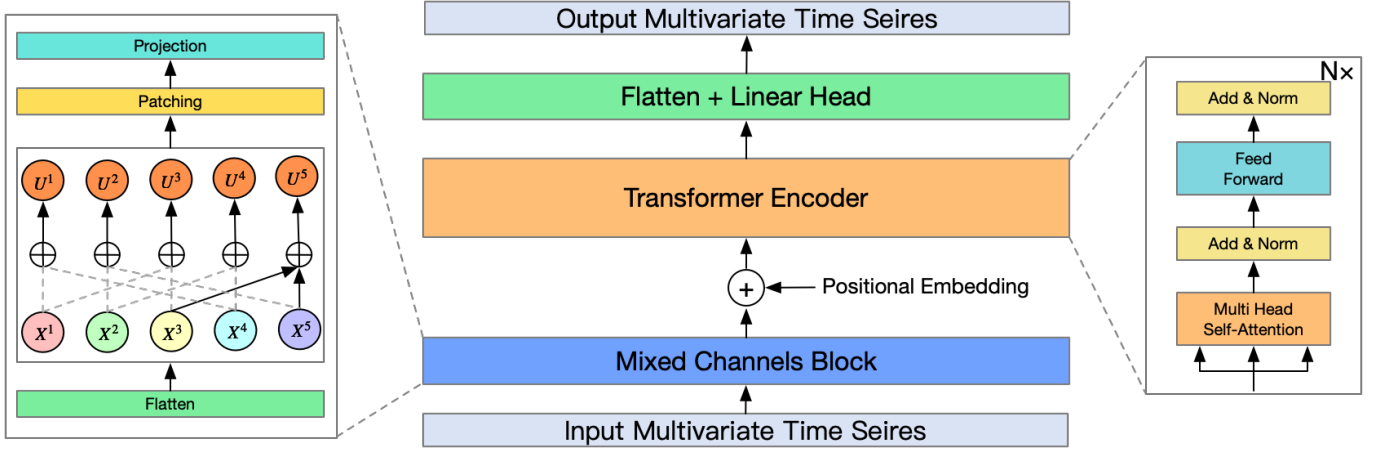 Projection
Patching
U¹ U² U³ U⁴ U⁵
X¹ X² X³ X⁴ X⁵
Flatten
Output Multivariate Time Seires
Flatten + Linear Head
Transformer Encoder
+
Positional Embedding
Mixed Channels Block
Input Multivariate Time Seires
N×
Add & Norm
Feed
Forward
Add & Norm
Multi Head
Self-Attention